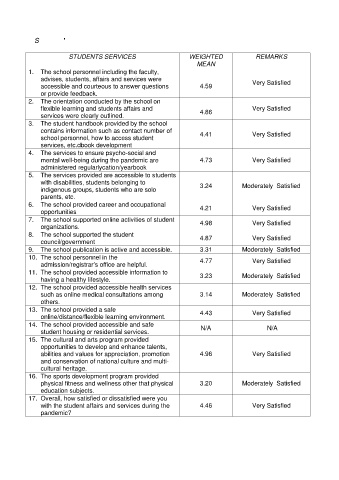 S '
STUDENTS SERVICES WEIGHTED MEAN REMARKS
1. The school personnel including the faculty,
advises, students, affairs and services were
accessible and courteous to answer questions
or provide feedback. 4.59 Very Satisfied
2. The orientation conducted by the school on
flexible learning and students affairs and
services were clearly outlined. 4.86 Very Satisfied
3. The student handbook provided by the school
contains information such as contact number of
school personnel, how to access student
services, etc.dbook development 4.41 Very Satisfied
4. The services to ensure psycho-social and
mental well-being during the pandemic are
administered regularlycation/yearbook 4.73 Very Satisfied
5. The services provided are accessible to students
with disabilities, students belonging to
indigenous groups, students who are solo
parents, etc. 3.24 Moderately Satisfied
6. The school provided career and occupational
opportunities 4.21 Very Satisfied
7. The school supported online activities of student
organizations. 4.98 Very Satisfied
8. The school supported the student
council/government 4.87 Very Satisfied
9. The school publication is active and accessible. 3.31 Moderately Satisfied
10. The school personnel in the
admission/registrar's office are helpful. 4.77 Very Satisfied
11. The school provided accessible information to
having a healthy lifestyle. 3.23 Moderately Satisfied
12. The school provided accessible health services
such as online medical consultations among
others. 3.14 Moderately Satisfied
13. The school provided a safe
online/distance/flexible learning environment. 4.43 Very Satisfied
14. The school provided accessible and safe
student housing or residential services. N/A N/A
15. The cultural and arts program provided
opportunities to develop and enhance talents,
abilities and values for appreciation, promotion
and conservation of national culture and multi-
cultural heritage. 4.96 Very Satisfied
16. The sports development program provided
physical fitness and wellness other that physical
education subjects. 3.20 Moderately Satisfied
17. Overall, how satisfied or dissatisfied were you
with the student affairs and services during the
pandemic? 4.46 Very Satisfied